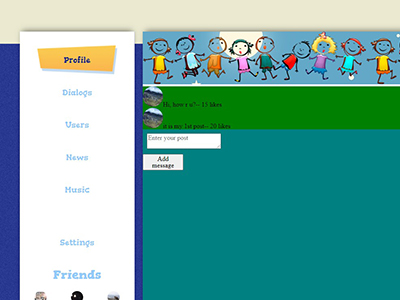 Profile
Dialogs
Users
News
Music
Settings
Friends
Hi, how r u?-- 15 likes
it is my 1st post-- 20 likes
Enter your post
Add
message